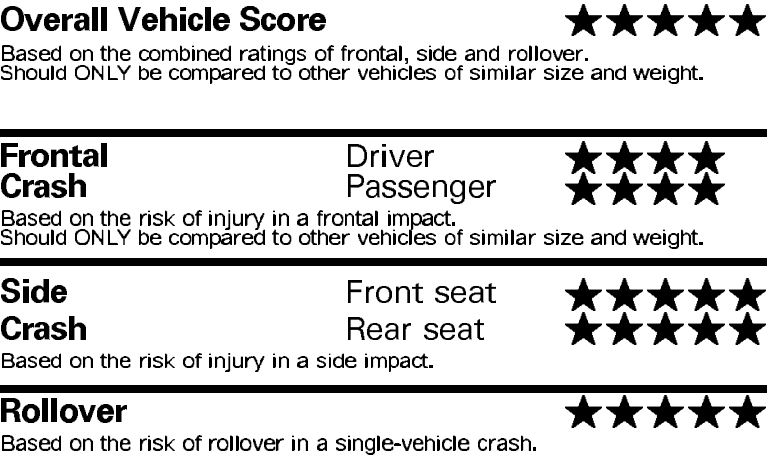 Overall Vehicle Score ★★★★★
Based on the combined ratings of frontal, side and rollover.
Should ONLY be compared to other vehicles of similar size and weight.
Frontal Driver ★★★★
Crash Passenger ★★★★
Based on the risk of injury in a frontal impact.
Should ONLY be compared to other vehicles of similar size and weight.
Side Front seat ★★★★★
Crash Rear seat ★★★★★
Based on the risk of injury in a side impact.
Rollover ★★★★★
Based on the risk of rollover in a single-vehicle crash.